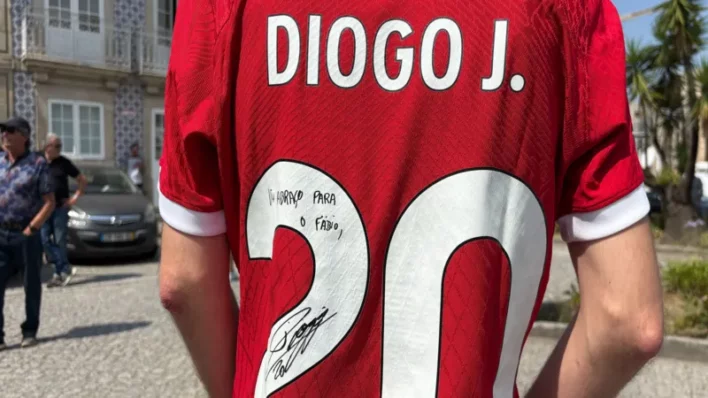 DIOGO J.
20
UM ABRAÇO PARA
O FÁBIO,